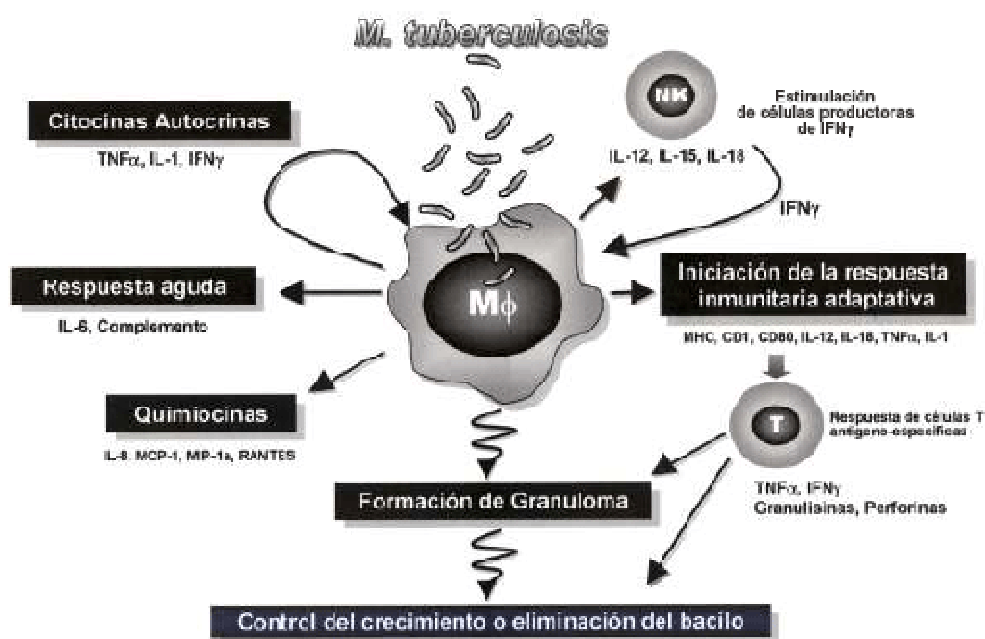 M. tuberculosis
NK
Estimulación
de células productoras
de IFNγ
Citocinas Autocrinas
TNFα, IL-1, IFNγ
IL-12, IL-15, IL-18
IFNγ
Respuesta aguda
IL-6, Complemento
Mϕ
Iniciación de la respuesta
inmunitaria adaptativa
MHC, CD1, CD80, IL-12, IL-18, TNFα, IL-1
Quimiocinas
IL-8, MCP-1, MIP-1a, RANTES
T
Respuesta de células T
antígeno-específicas
Formación de Granuloma
TNFα, IFNγ
Granulisinas, Perforinas
Control del crecimiento o eliminación del bacilo